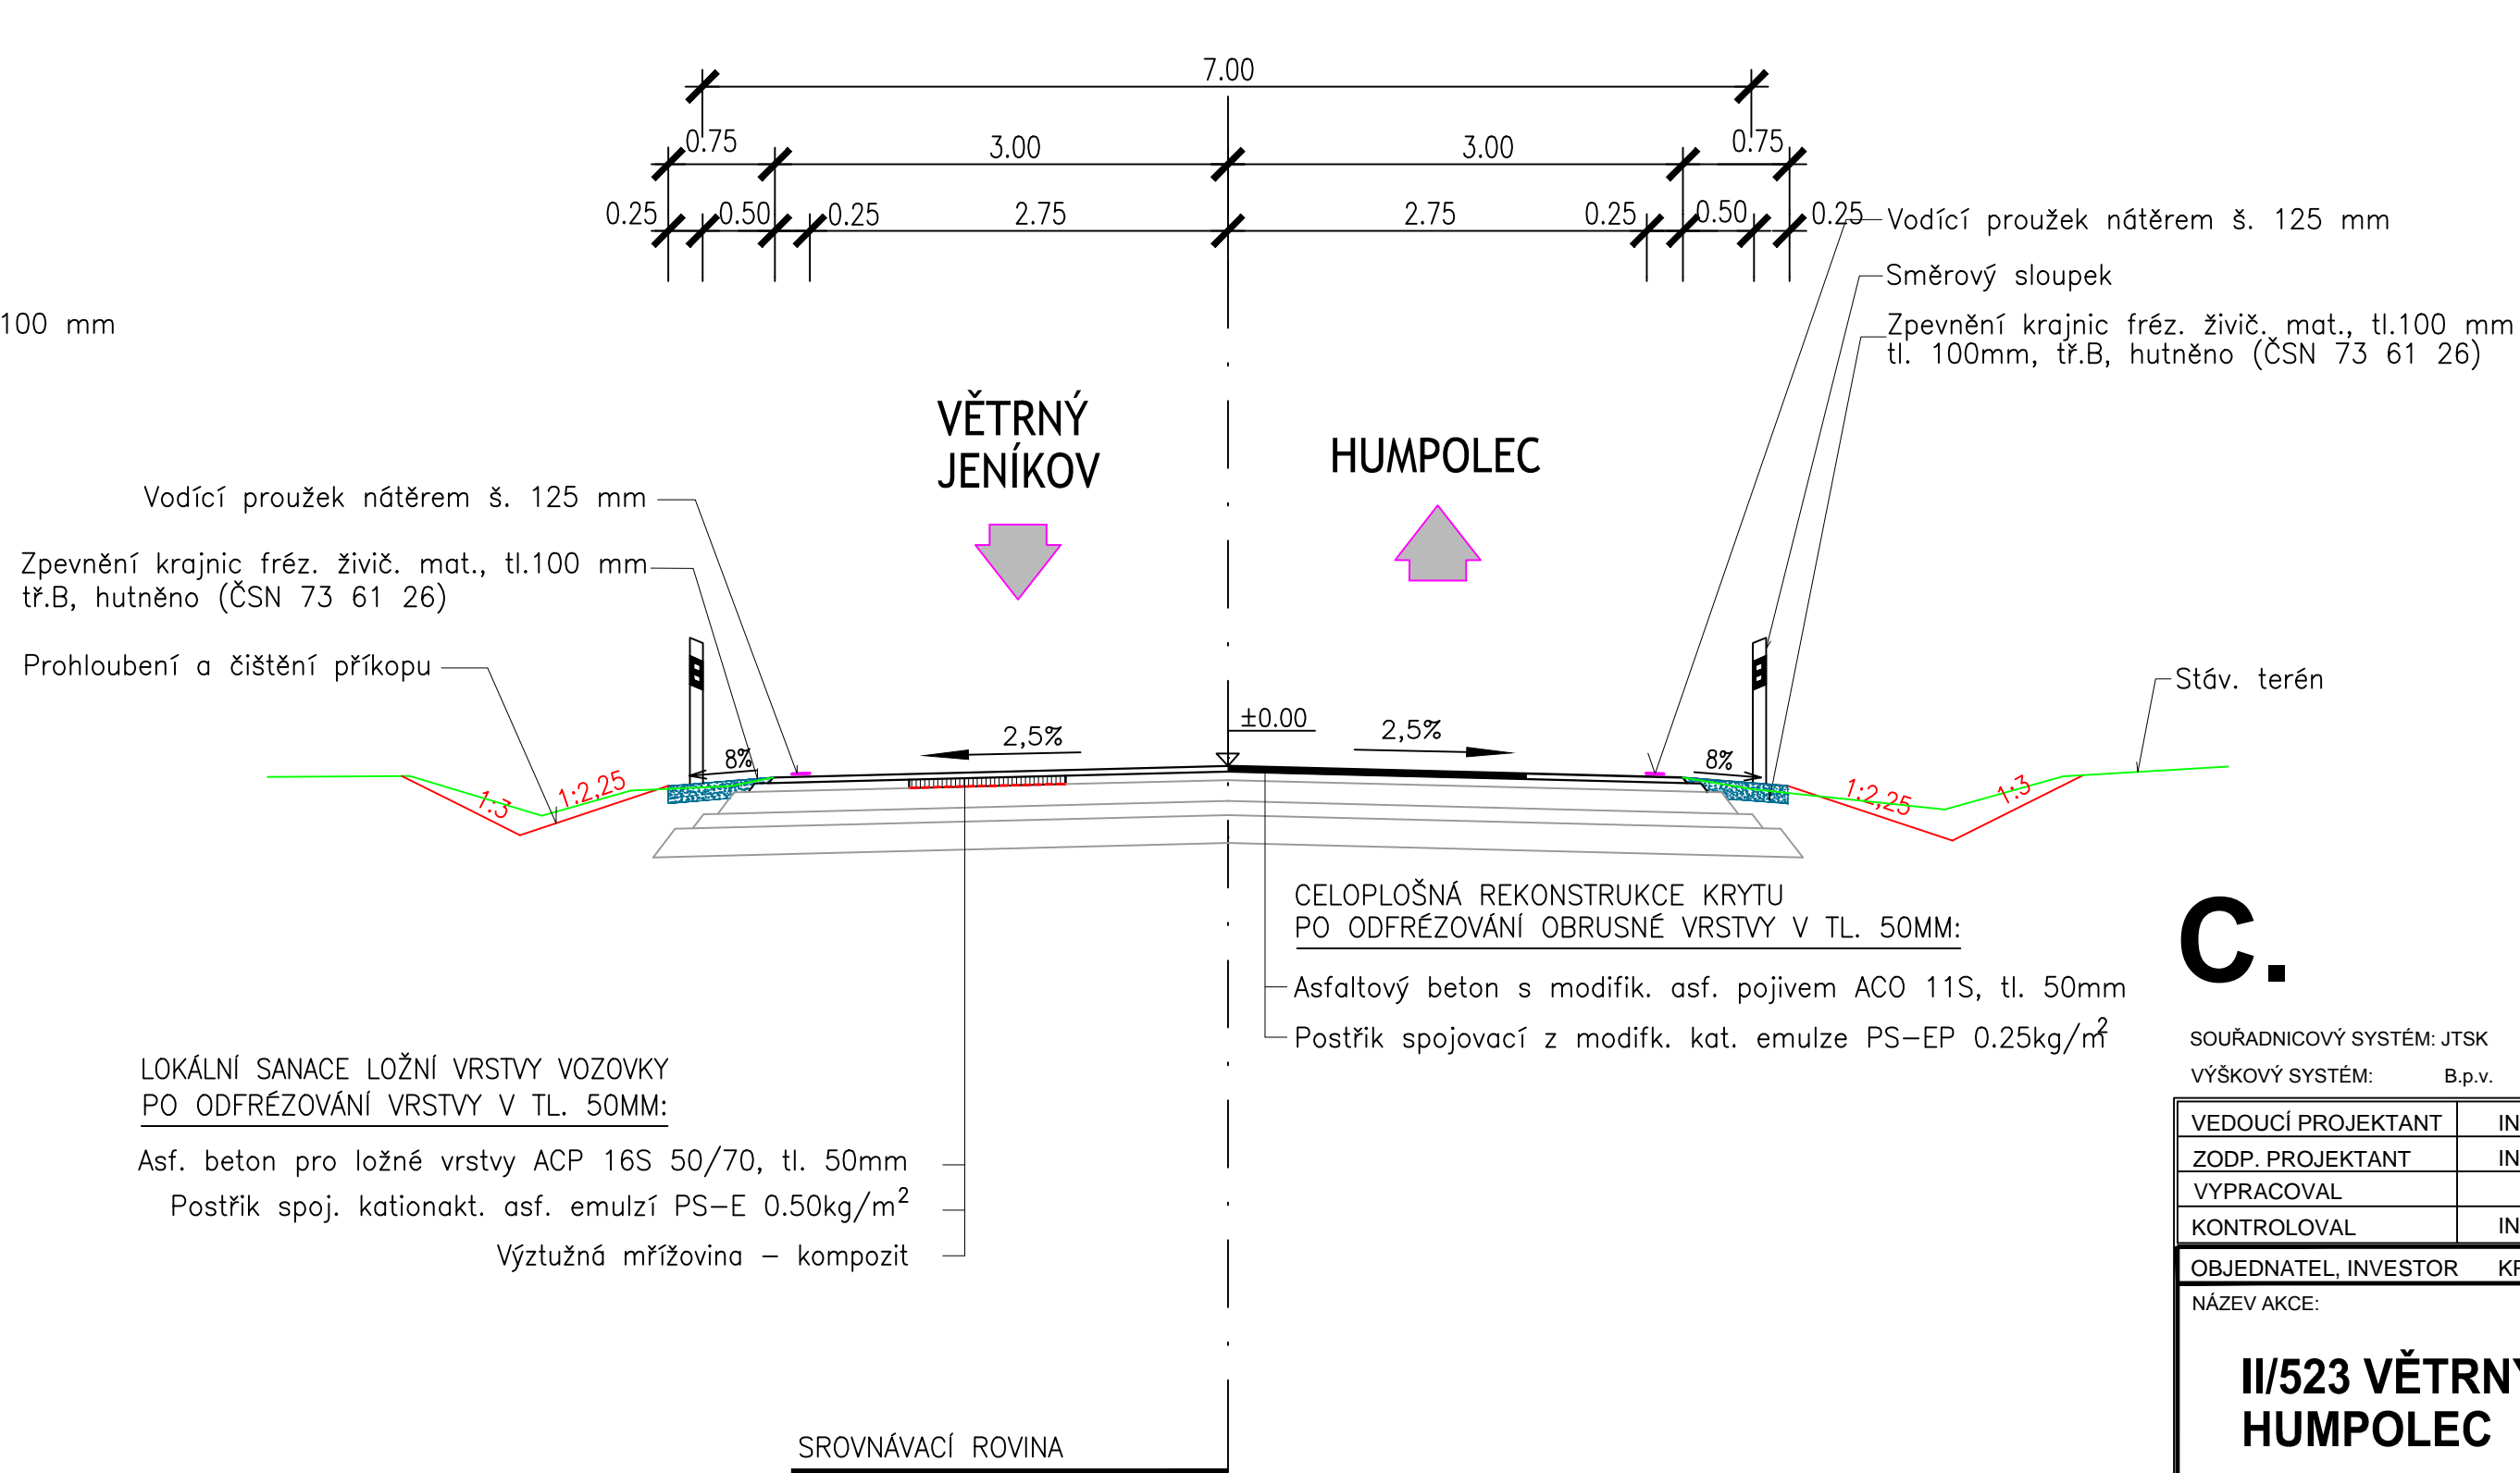 7.00
0.75 3.00 3.00 0.75
0.25 0.50 0.25 2.75 2.75 0.25 0.50 0.25
Vodící proužek nátěrem š. 125 mm
Směrový sloupek
100 mm
Zpevnění krajnic fréz. živič. mat., tl.100 mm
tl. 100mm, tř.B, hutněno (ČSN 73 61 26)
VĚTRNÝ
JENÍKOV
HUMPOLEC
Vodící proužek nátěrem š. 125 mm
Zpevnění krajnic fréz. živič. mat., tl.100 mm
tř.B, hutněno (ČSN 73 61 26)
Prohloubení a čištění příkopu
Stáv. terén
±0.00
2,5% 2,5%
8% 8%
1:3 1:2,25 1:2,25 1:3
CELOPLOŠNÁ REKONSTRUKCE KRYTU
PO ODFRÉZOVÁNÍ OBRUSNÉ VRSTVY V TL. 50MM:
Asfaltový beton s modifik. asf. pojivem ACO 11S, tl. 50mm
Postřik spojovací z modifk. kat. emulze PS-EP 0.25kg/m²
LOKÁLNÍ SANACE LOŽNÍ VRSTVY VOZOVKY
PO ODFRÉZOVÁNÍ VRSTVY V TL. 50MM:
Asf. beton pro ložné vrstvy ACP 16S 50/70, tl. 50mm
Postřik spoj. kationakt. asf. emulzí PS-E 0.50kg/m²
Výztužná mřížovina - kompozit
SROVNÁVACÍ ROVINA
C.
SOUŘADNICOVÝ SYSTÉM: JTSK
VÝŠKOVÝ SYSTÉM: B.p.v.
VEDOUCÍ PROJEKTANT IN
ZODP. PROJEKTANT IN
VYPRACOVAL
KONTROLOVAL IN
OBJEDNATEL, INVESTOR KR
NÁZEV AKCE:
II/523 VĚTRNÝ
HUMPOLEC